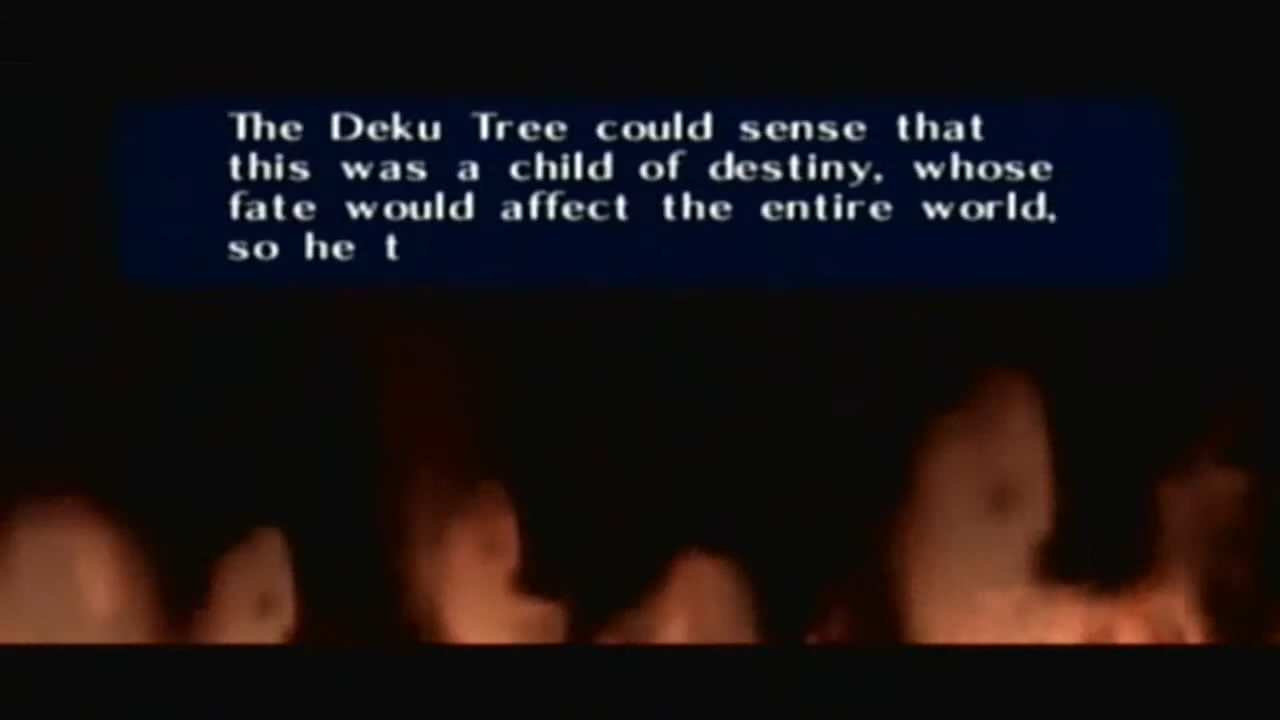 The Deku Tree could sense that
this was a child of destiny, whose
fate would affect the entire world,
so he t